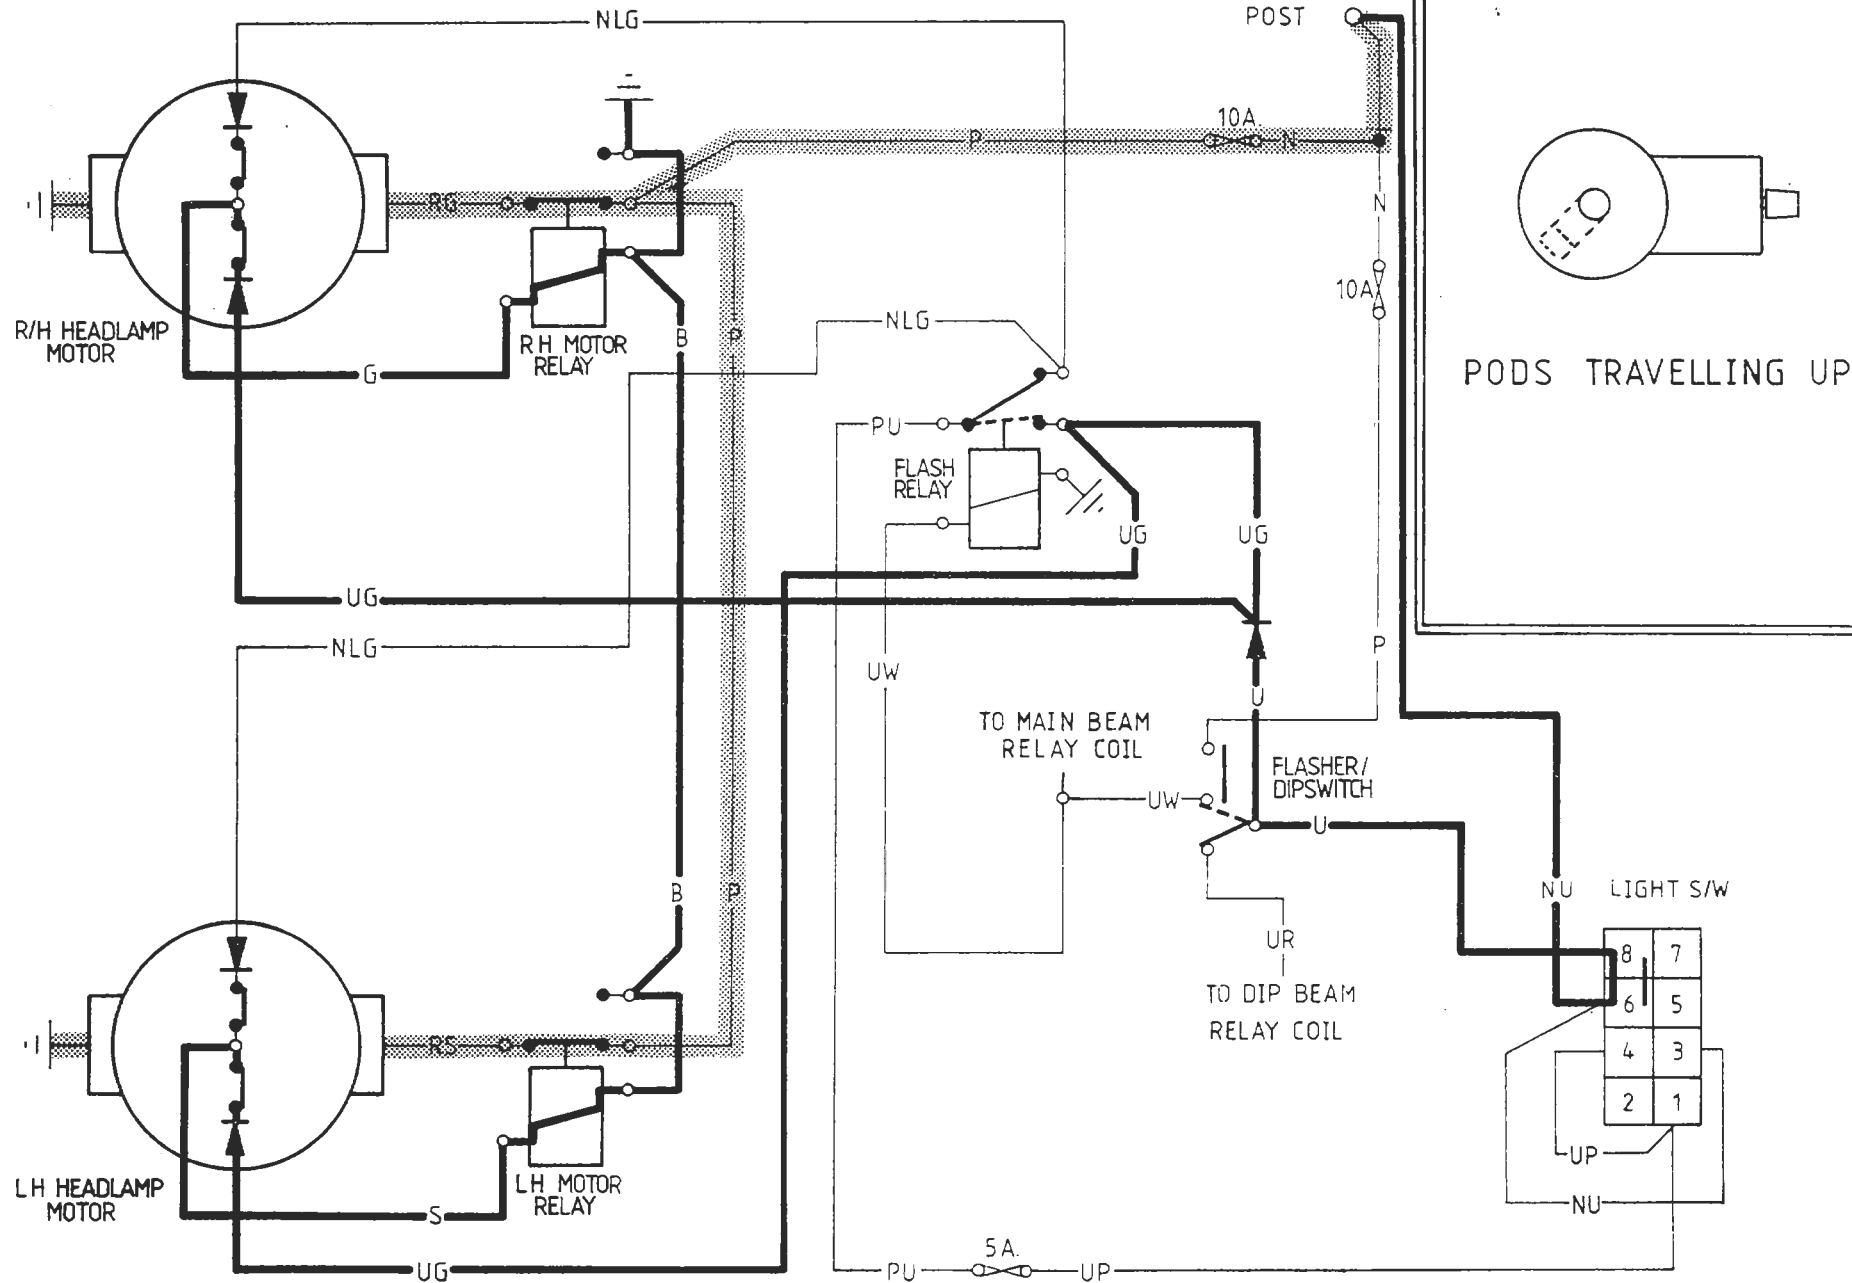 NLG
POST
10A.
P
N
RG
N
10A
R/H HEADLAMP
MOTOR
RH MOTOR
RELAY
B
P
NLG
G
PODS TRAVELLING UP
PU
FLASH
RELAY
UG
UG
UG
NLG
P
UW
U
TO MAIN BEAM
RELAY COIL
FLASHER/
DIPSWITCH
UW
U
B
P
NU
LIGHT S/W
UR
8 7
TO DIP BEAM
RELAY COIL
6 5
RS
4 3
2 1
UP
LH HEADLAMP
MOTOR
LH MOTOR
RELAY
S
NU
5A.
UG
PU
UP